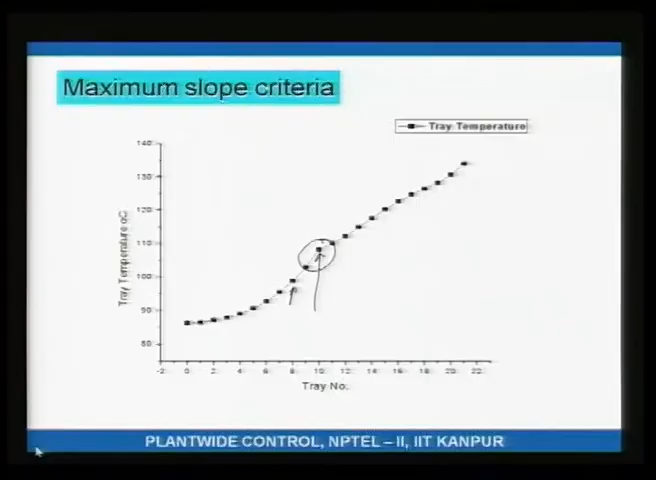 Maximum slope criteria
Tray Temperature
140
130
120
110
100
90
80
Tray Temperature oC
-2 0 2 4 6 8 10 12 14 16 18 20 22
Tray No.
PLANTWIDE CONTROL, NPTEL – II, IIT KANPUR